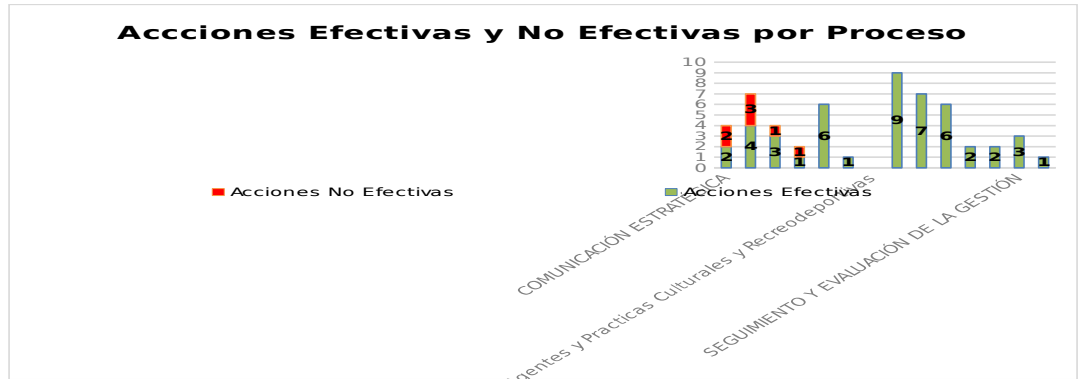 Accciones Efectivas y No Efectivas por Proceso
10
9
8
7
6
5
4
3
2
1
0
2 3 1 1
2 4 3 1 6 1 9 7 6 2 2 3 1
Acciones No Efectivas
Acciones Efectivas
COMUNICACIÓN ESTRATEGICA
gentes y Practicas Culturales y Recreodeportivas
SEGUIMIENTO Y EVALUACIÓN DE LA GESTIÓN